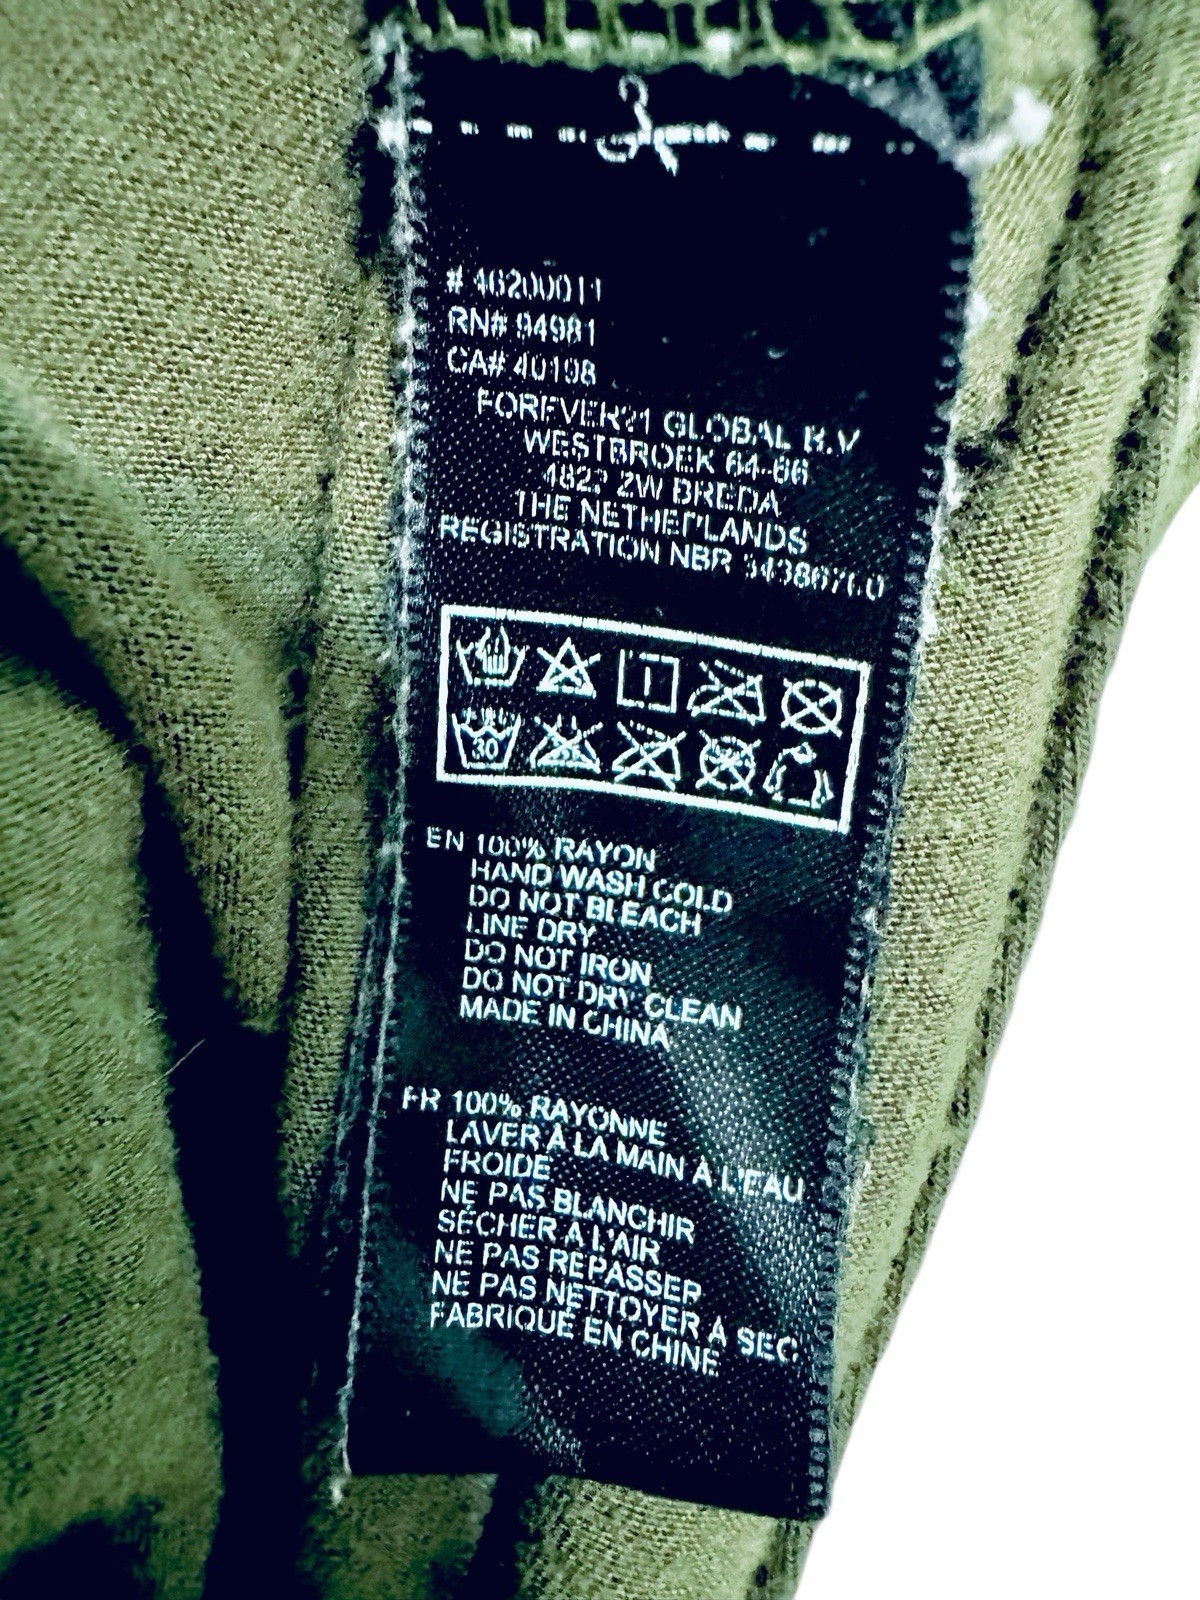 # 46200011
RN# 94981
CA# 40198
FOREVER21 GLOBAL B.V
WESTBROEK 64-66
4822 ZW BREDA
THE NETHERLANDS
REGISTRATION NBR
30
EN 100% RAYON
HAND WASH COLD
DO NOT BLEACH
LINE DRY
DO NOT IRON
DO NOT DRY CLEAN
MADE IN CHINA
FR 100% RAYONNE
LAVER À LA MAIN À L'EAU
FROIDE
NE PAS BLANCHIR
SÉCHER À L'AIR
NE PAS REPASSER
NE PAS NETTOYER À SEC
FABRIQUÉ EN CHINE